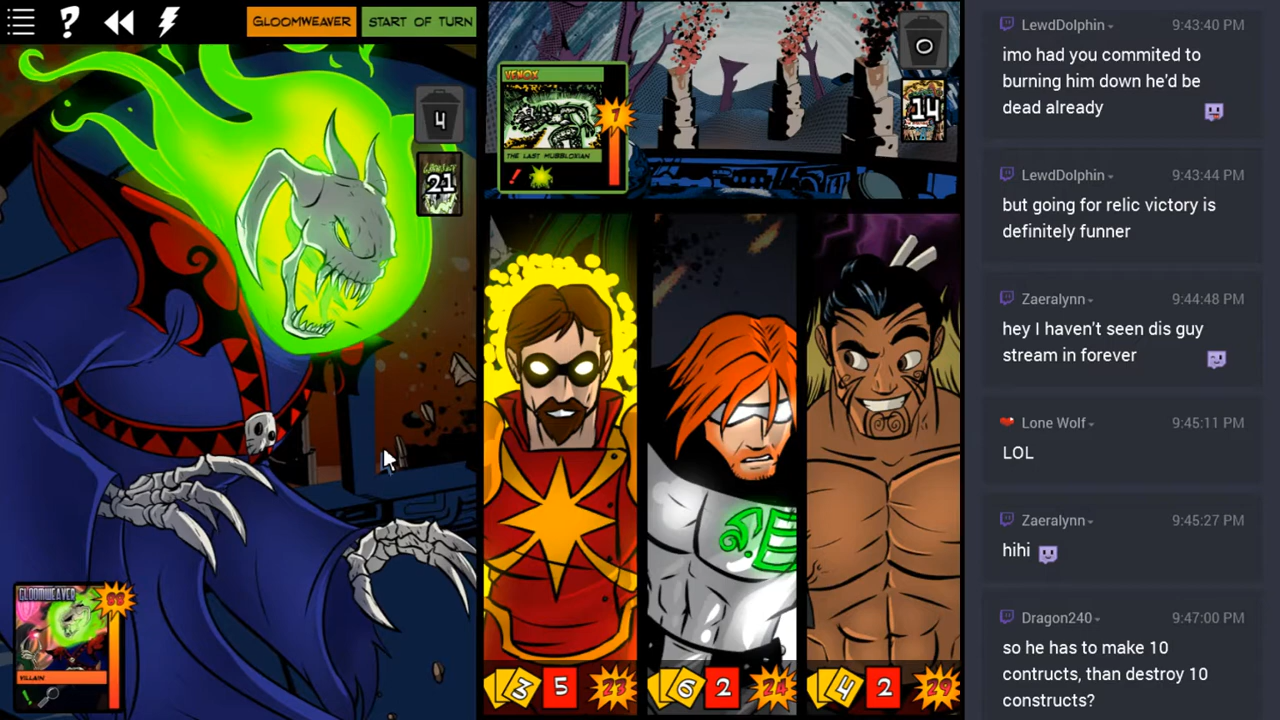 ?
GLOOMWEAVER
START OF TURN
4
21
GLOOMWEAVER
88
VILLAIN
VENOX
7
THE LAST MUBBLOXIAN
0
14
3
5
23
6
2
24
4
2
29
LewdDolphin
9:43:40 PM
imo had you commited to
burning him down he'd be
dead already
LewdDolphin
9:43:44 PM
but going for relic victory is
definitely funner
Zaeralynn
9:44:48 PM
hey I haven't seen dis guy
stream in forever
Lone Wolf
9:45:11 PM
LOL
Zaeralynn
9:45:27 PM
hihi
Dragon240
9:47:00 PM
so he has to make 10
contructs, than destroy 10
constructs?